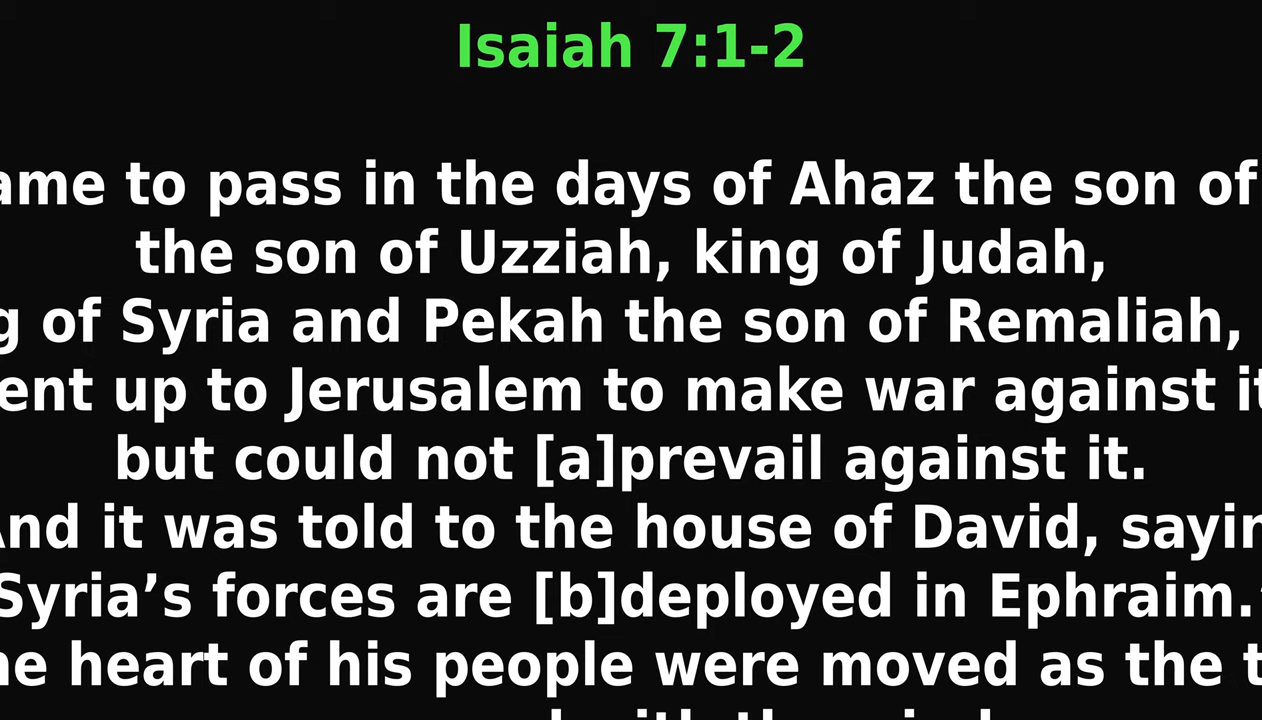 Isaiah 7:1-2
ame to pass in the days of Ahaz the son of
the son of Uzziah, king of Judah,
g of Syria and Pekah the son of Remaliah,
ent up to Jerusalem to make war against it
but could not [a]prevail against it.
And it was told to the house of David, sayin
Syria’s forces are [b]deployed in Ephraim.
he heart of his people were moved as the t